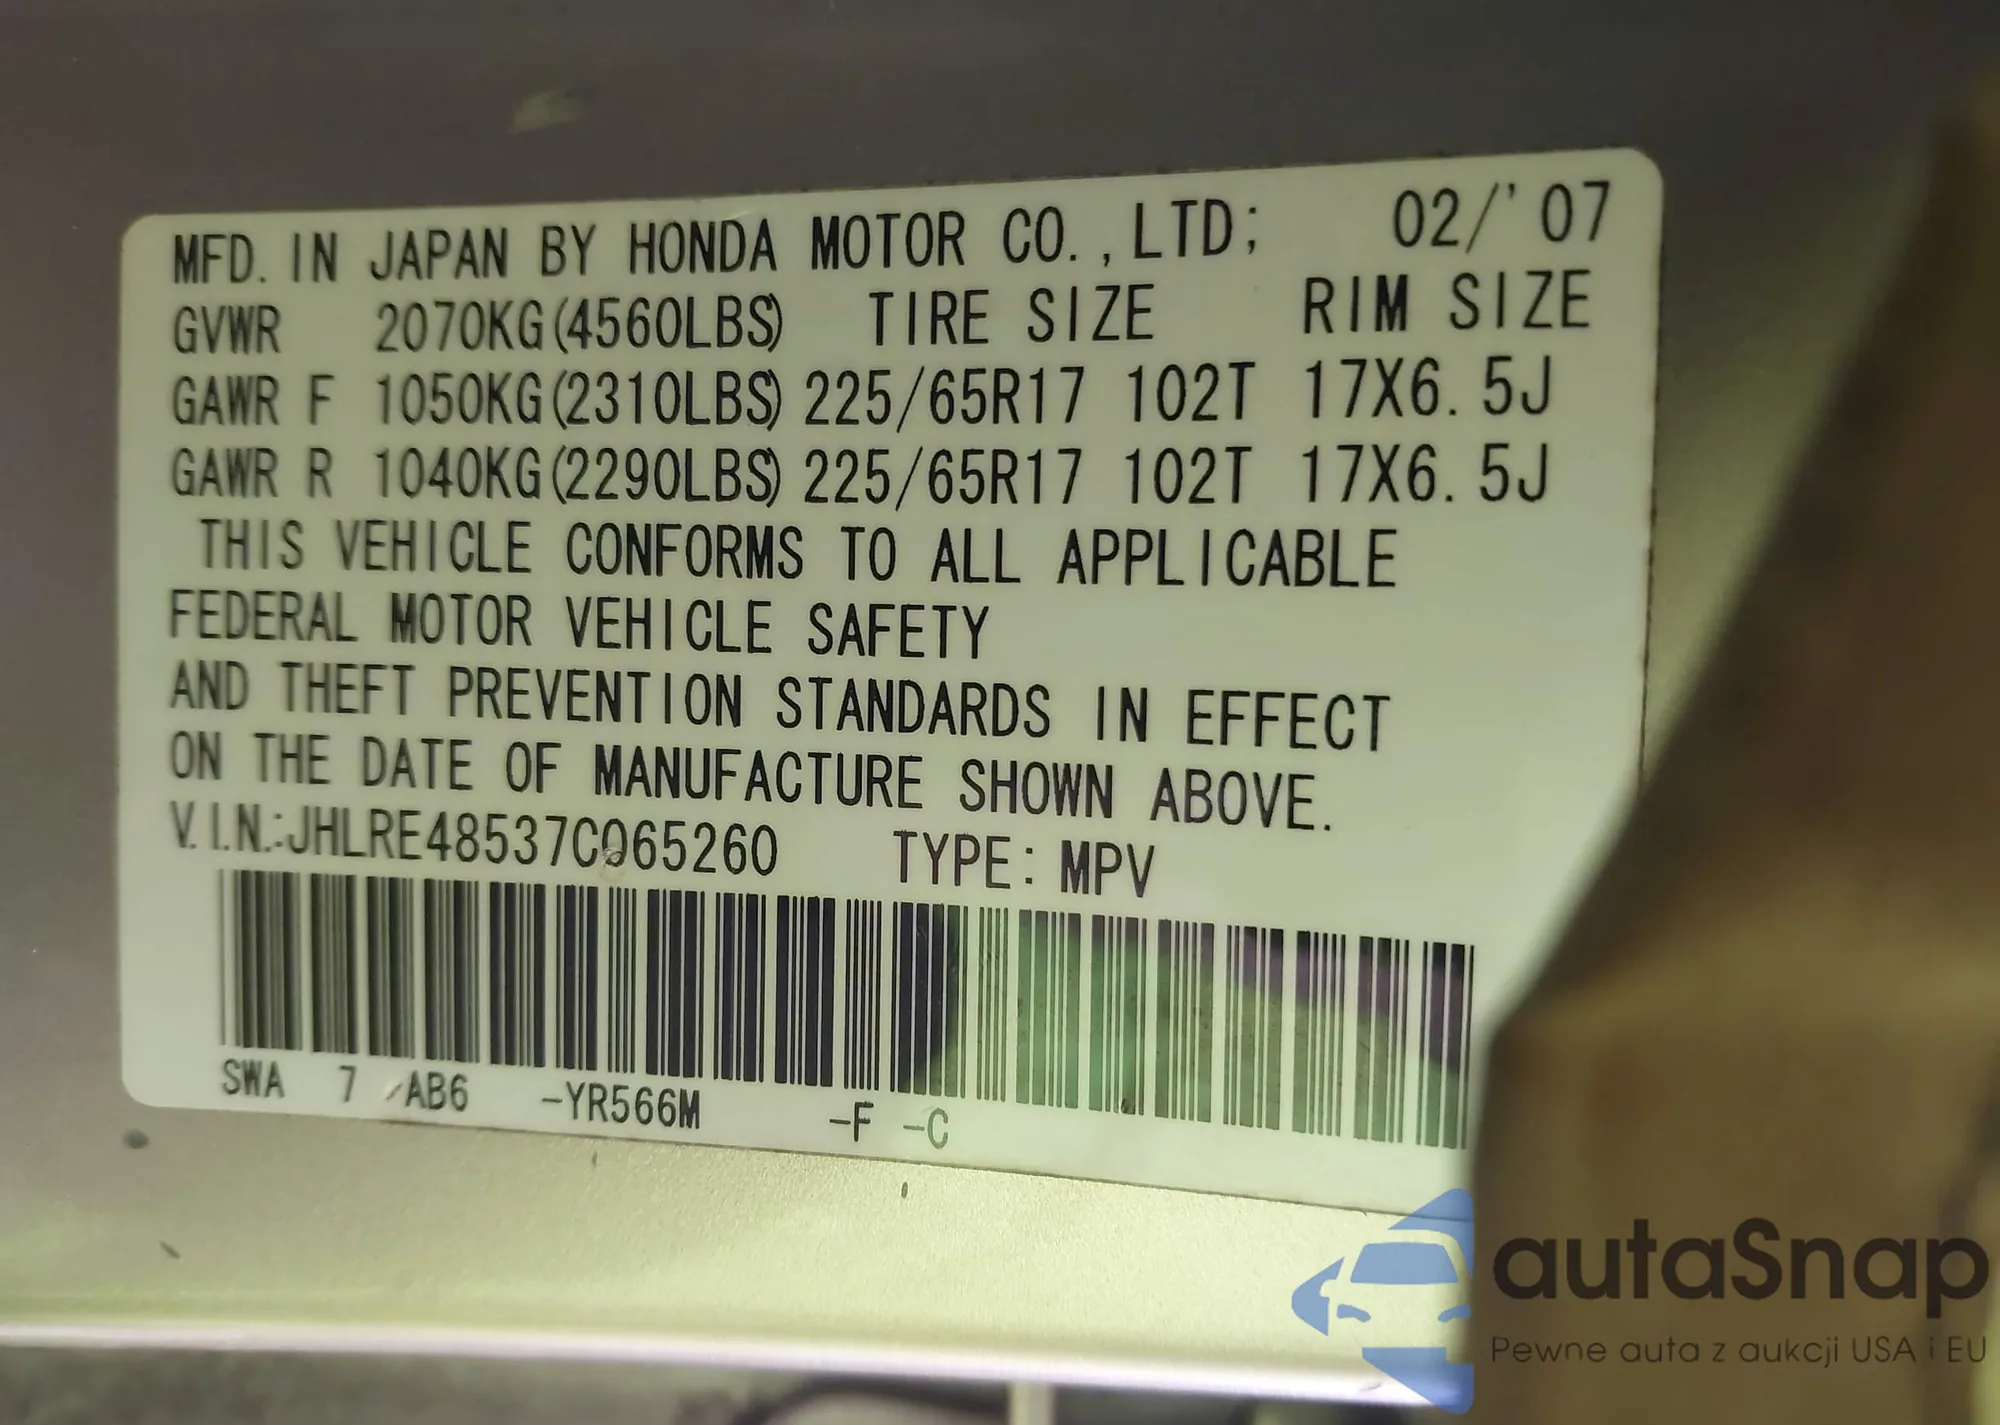 MFD. IN JAPAN BY HONDA MOTOR CO.,LTD; 02/'07
GVWR 2070KG(4560LBS) TIRE SIZE RIM SIZE
GAWR F 1050KG(2310LBS) 225/65R17 102T 17X6.5J
GAWR R 1040KG(2290LBS) 225/65R17 102T 17X6.5J
THIS VEHICLE CONFORMS TO ALL APPLICABLE
FEDERAL MOTOR VEHICLE SAFETY
AND THEFT PREVENTION STANDARDS IN EFFECT
ON THE DATE OF MANUFACTURE SHOWN ABOVE.
V.I.N.:JHLRE48537C065260 TYPE: MPV
SWA 7 /AB6 -YR566M -F -C
autaSnap
Pewne auta z aukcji USA i EU